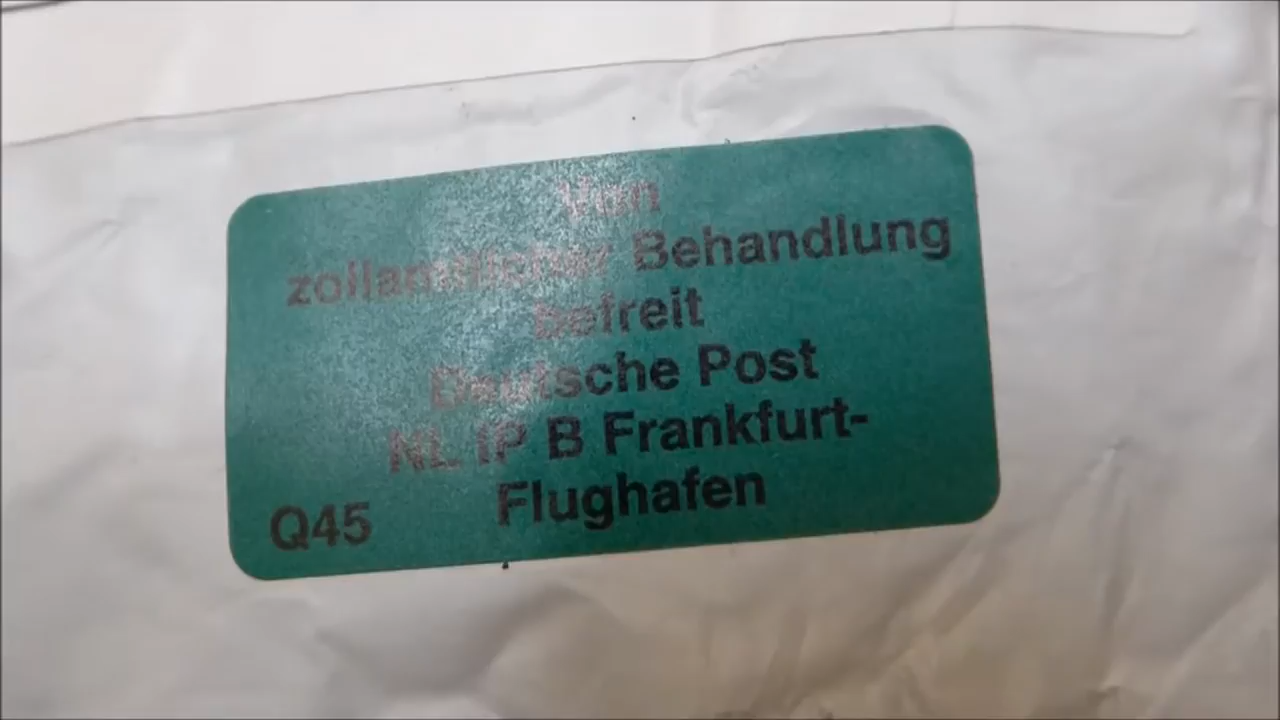 Von
zollamtlicher Behandlung
befreit
Deutsche Post
NL IP B Frankfurt-
Flughafen
Q45